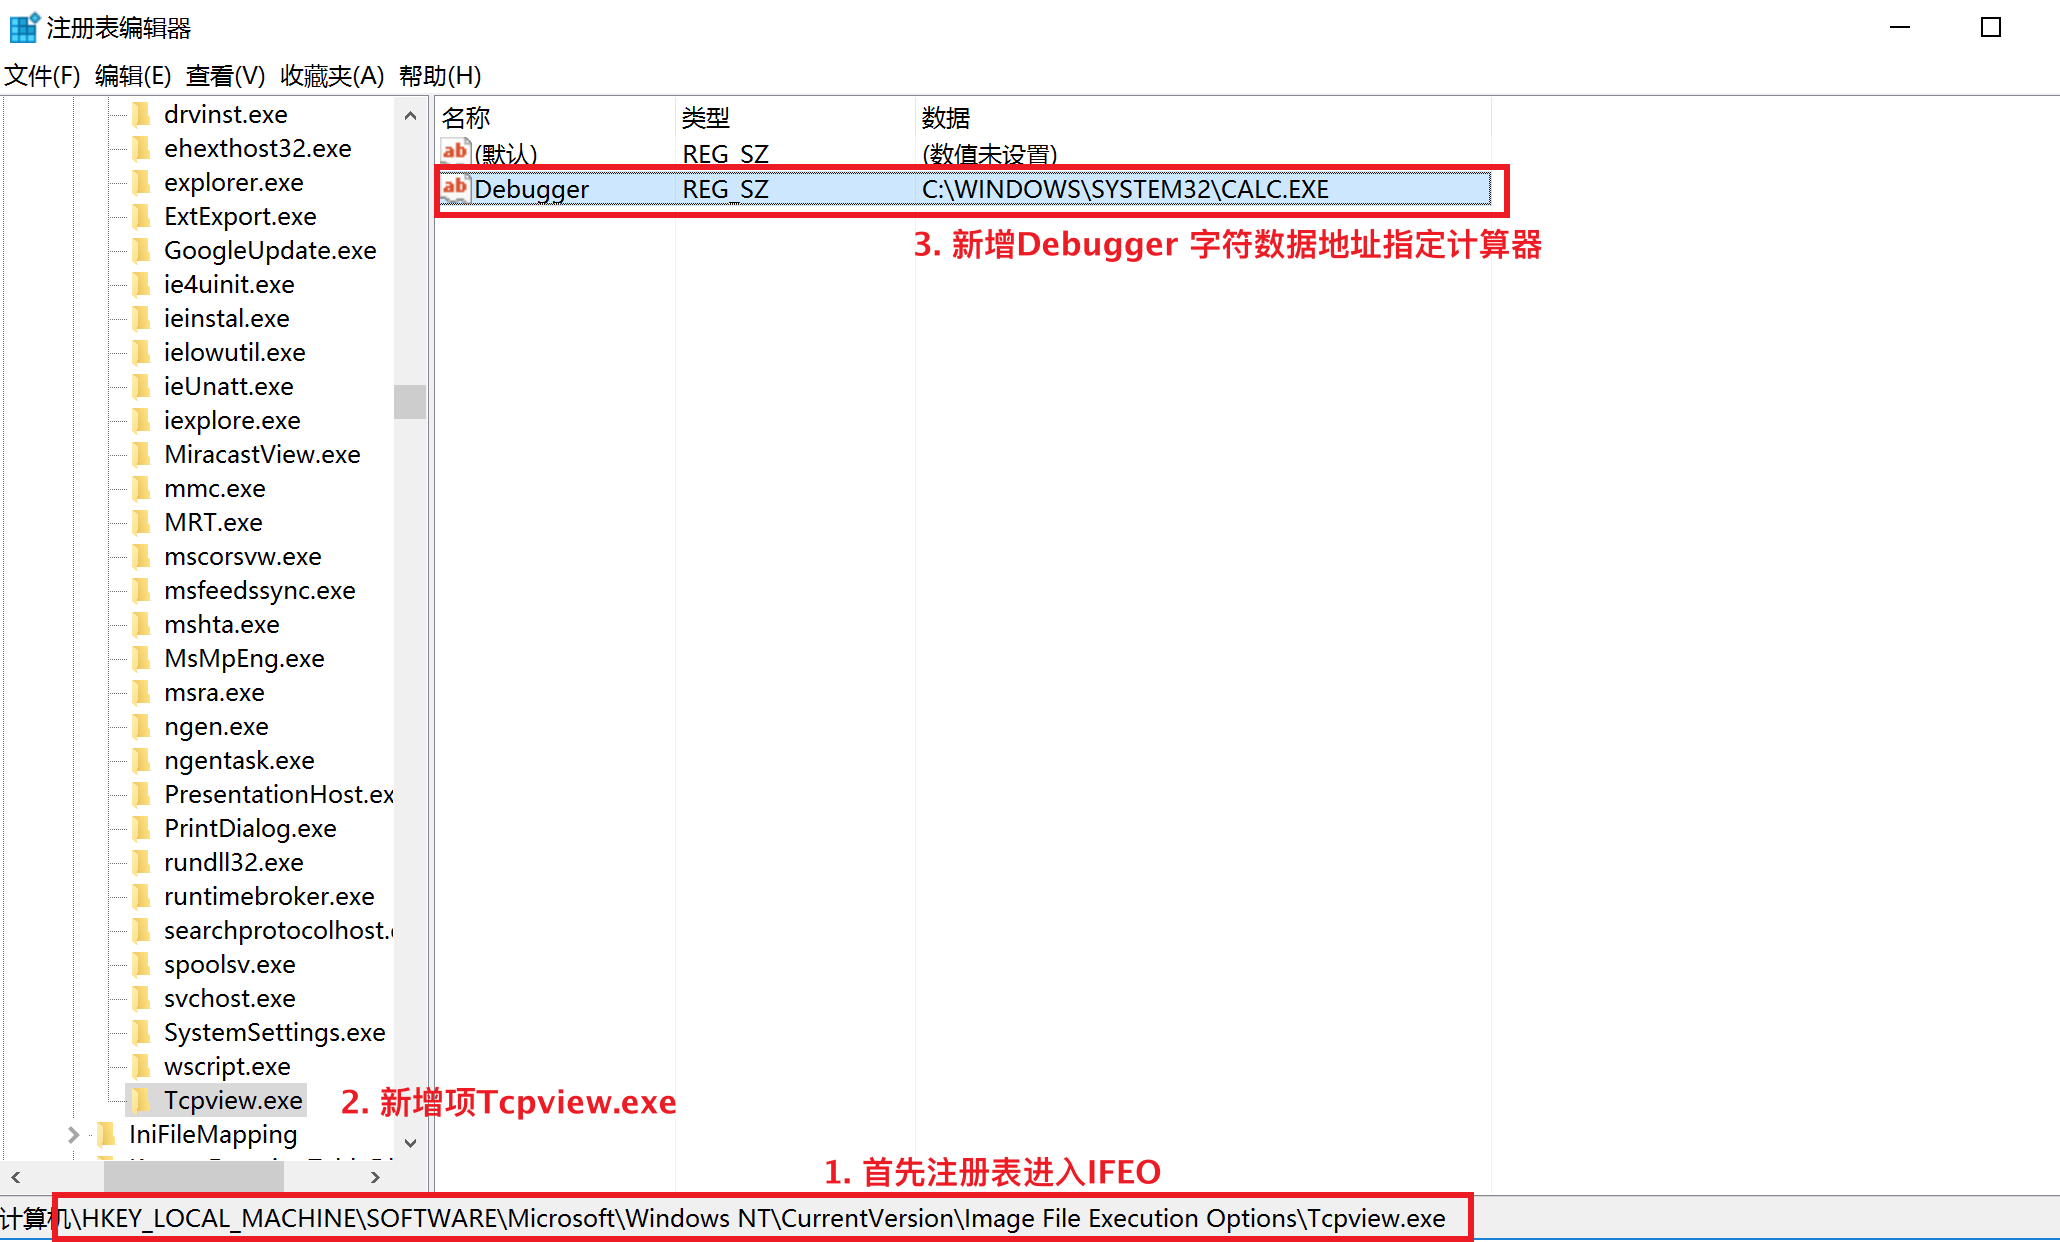 注册表编辑器
文件(F) 编辑(E) 查看(V) 收藏夹(A) 帮助(H)
drvinst.exe
ehexthost32.exe
explorer.exe
ExtExport.exe
GoogleUpdate.exe
ie4uinit.exe
ieinstal.exe
ielowutil.exe
ieUnatt.exe
iexplore.exe
MiracastView.exe
mmc.exe
MRT.exe
mscorsvw.exe
msfeedssync.exe
mshta.exe
MsMpEng.exe
msra.exe
ngen.exe
ngentask.exe
PresentationHost.ex
PrintDialog.exe
rundll32.exe
runtimebroker.exe
searchprotocolhost.
spoolsv.exe
svchost.exe
SystemSettings.exe
wscript.exe
Tcpview.exe
IniFileMapping
名称 类型 数据
ab (默认) REG_SZ (数值未设置)
ab Debugger REG_SZ C:\WINDOWS\SYSTEM32\CALC.EXE
3. 新增Debugger 字符数据地址指定计算器
2. 新增项Tcpview.exe
1. 首先注册表进入IFEO
计算机\HKEY_LOCAL_MACHINE\SOFTWARE\Microsoft\Windows NT\CurrentVersion\Image File Execution Options\Tcpview.exe